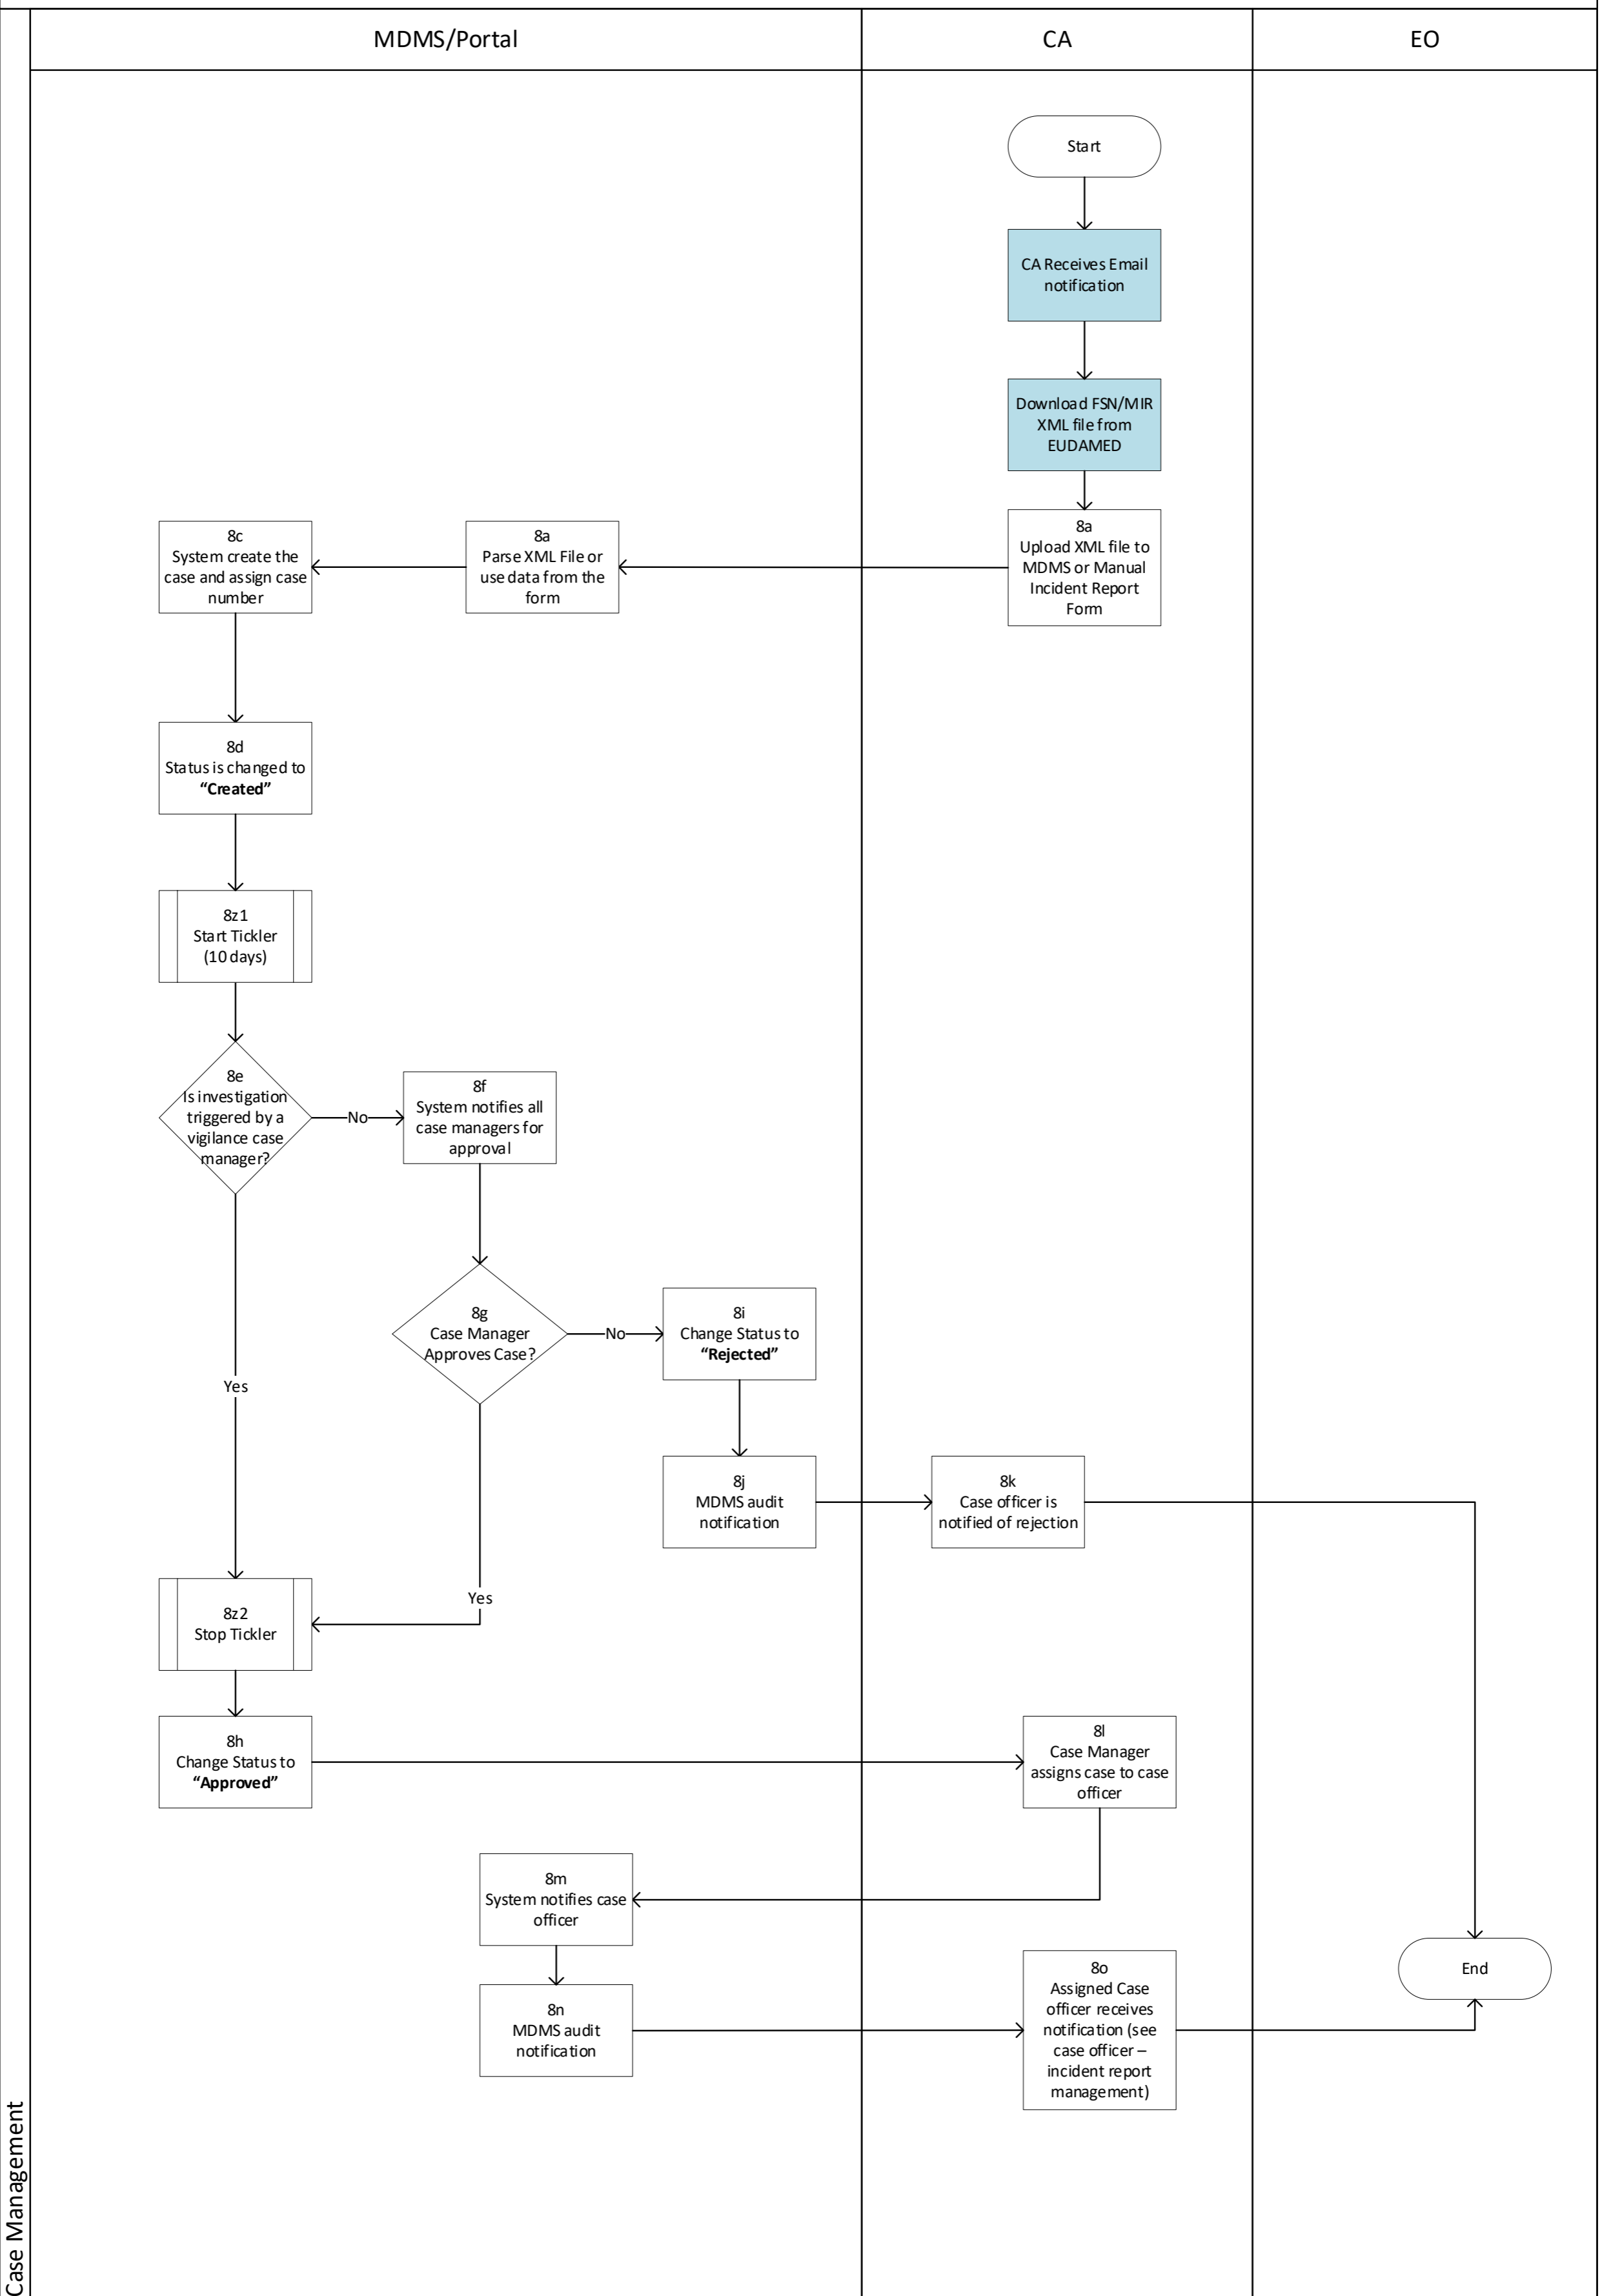 MDMS/Portal
CA
EO
Start
CA Receives Email
notification
Download FSN/MIR
XML file from
EUDAMED
8a
Upload XML file to
MDMS or Manual
Incident Report
Form
8a
Parse XML File or
use data from the
form
8c
System create the
case and assign case
number
8d
Status is changed to
“Created”
8z1
Start Tickler
(10 days)
8e
Is investigation
triggered by a
vigilance case
manager?
No
8f
System notifies all
case managers for
approval
8g
Case Manager
Approves Case?
No
8i
Change Status to
“Rejected”
Yes
8j
MDMS audit
notification
8k
Case officer is
notified of rejection
Yes
8z2
Stop Tickler
8h
Change Status to
“Approved”
8l
Case Manager
assigns case to case
officer
8m
System notifies case
officer
8n
MDMS audit
notification
8o
Assigned Case
officer receives
notification (see
case officer –
incident report
management)
End
Case Management